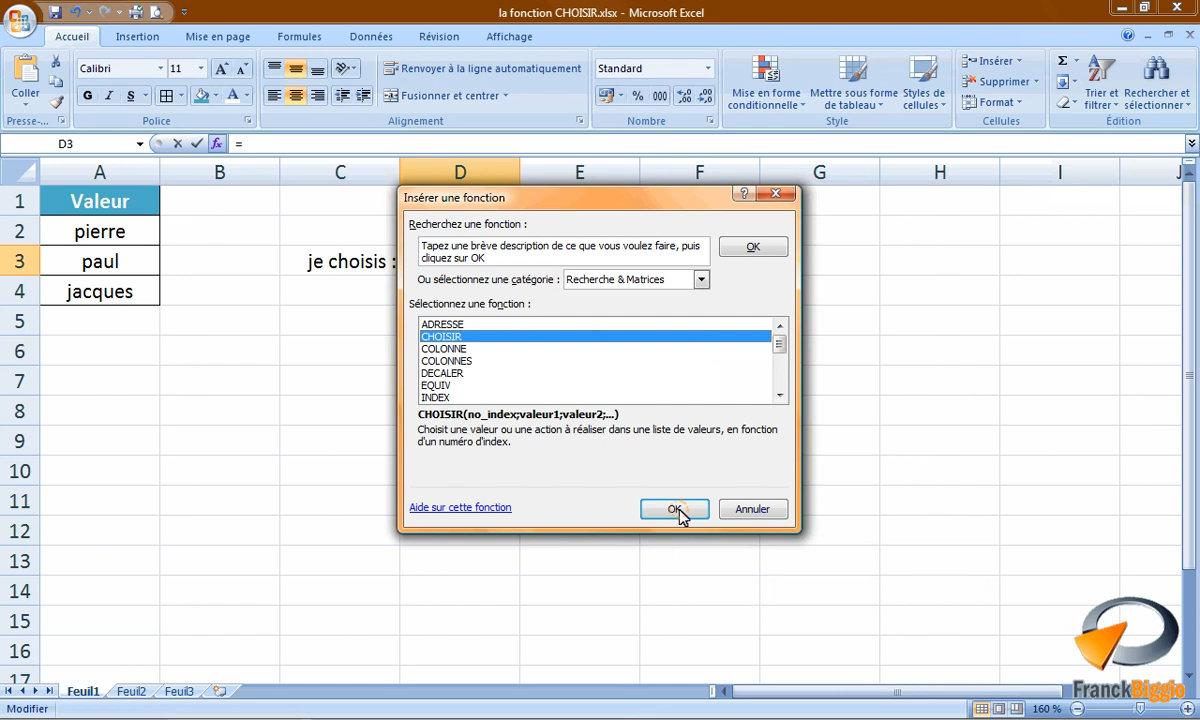 la fonction CHOISIR.xlsx - Microsoft Excel
Accueil Insertion Mise en page Formules Données Révision Affichage
Coller
Calibri 11
G I S
Renvoyer à la ligne automatiquement
Fusionner et centrer
Standard
% 000
Mise en forme conditionnelle
Mettre sous forme de tableau
Styles de cellules
Insérer
Supprimer
Format
Trier et filtrer
Rechercher et sélectionner
Presse-... Police Alignement Nombre Style Cellules Édition
D3 fx =
A B C D E F G H I J
1 Valeur
2 pierre
3 paul je choisis :
4 jacques
5
6
7
8
9
10
11
12
13
14
15
16
17
Insérer une fonction
Recherchez une fonction :
Tapez une brève description de ce que vous voulez faire, puis
cliquez sur OK
OK
Ou sélectionnez une catégorie : Recherche & Matrices
Sélectionnez une fonction :
ADRESSE
CHOISIR
COLONNE
COLONNES
DECALER
EQUIV
INDEX
CHOISIR(no_index;valeur1;valeur2;...)
Choisit une valeur ou une action à réaliser dans une liste de valeurs, en fonction
d'un numéro d'index.
Aide sur cette fonction
OK Annuler
FranckBiggio
Feuil1 Feuil2 Feuil3
Modifier 160 %